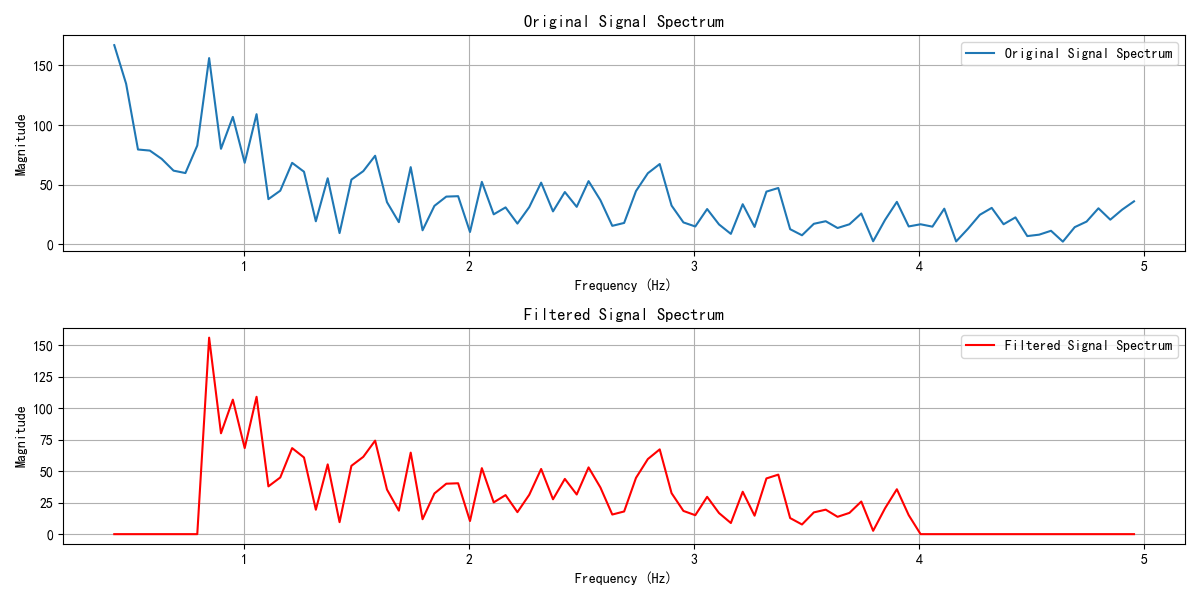 Original Signal Spectrum
Original Signal Spectrum
Magnitude
150
100
50
0
1 2 3 4 5
Frequency (Hz)
Filtered Signal Spectrum
Filtered Signal Spectrum
Magnitude
150
125
100
75
50
25
0
1 2 3 4 5
Frequency (Hz)